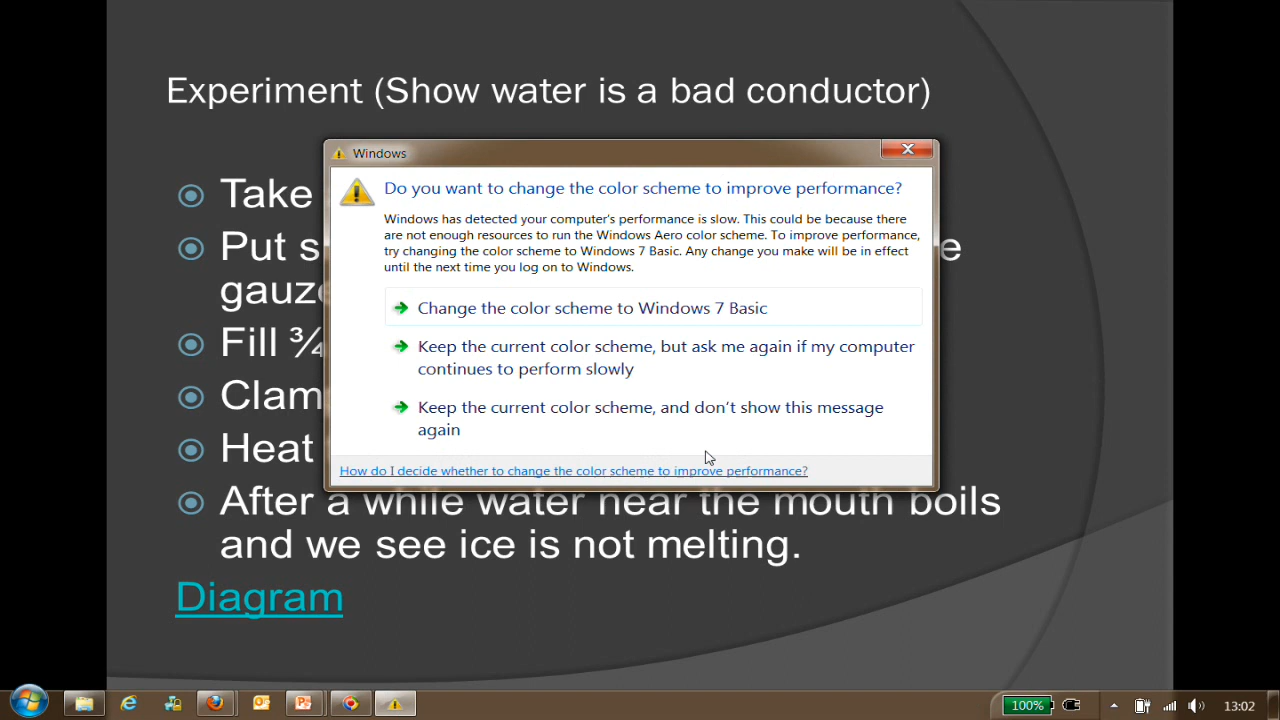 Experiment (Show water is a bad conductor)
Windows
Do you want to change the color scheme to improve performance?
Windows has detected your computer's performance is slow. This could be because there
are not enough resources to run the Windows Aero color scheme. To improve performance,
try changing the color scheme to Windows 7 Basic. Any change you make will be in effect
until the next time you log on to Windows.
Change the color scheme to Windows 7 Basic
Keep the current color scheme, but ask me again if my computer
continues to perform slowly
Keep the current color scheme, and don't show this message
again
How do I decide whether to change the color scheme to improve performance?
Take
Put
Fill ¾
Heat
After a while water near the mouth boils
and we see ice is not melting.
Diagram
100%
13:02